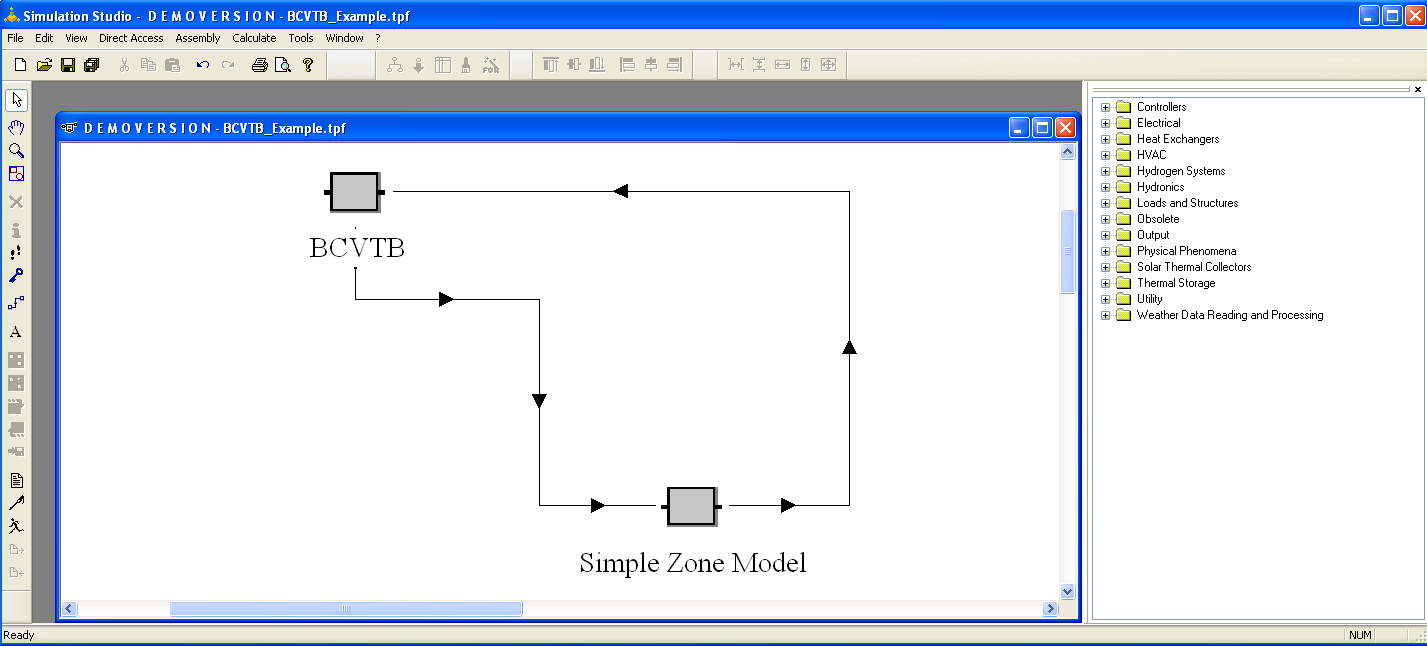 Simulation Studio - D E M O V E R S I O N - BCVTB_Example.tpf
File Edit View Direct Access Assembly Calculate Tools Window ?
FOR
A
D E M O V E R S I O N - BCVTB_Example.tpf
BCVTB
Simple Zone Model
Controllers
Electrical
Heat Exchangers
HVAC
Hydrogen Systems
Hydronics
Loads and Structures
Obsolete
Output
Physical Phenomena
Solar Thermal Collectors
Thermal Storage
Utility
Weather Data Reading and Processing
Ready
NUM